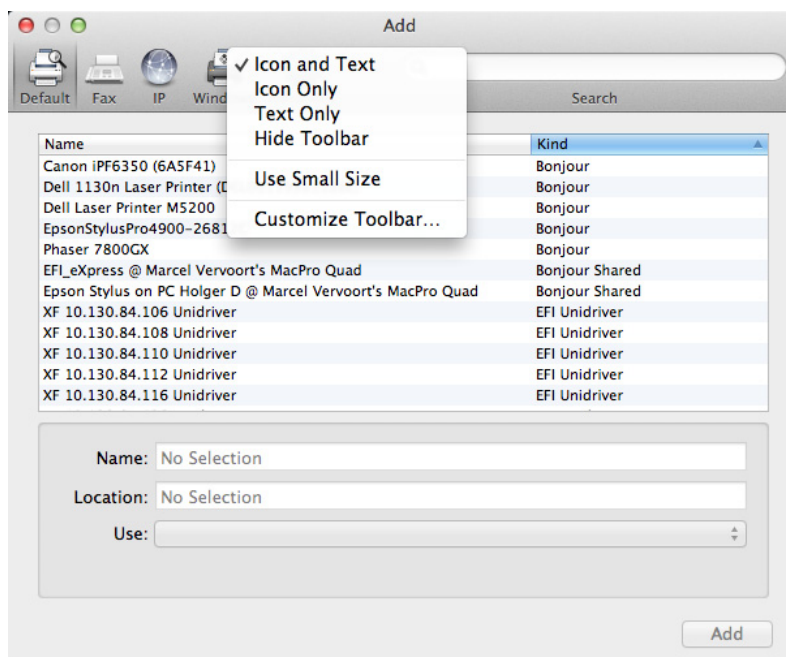 Add
Default Fax IP Wind
Search
✓ Icon and Text
Icon Only
Text Only
Hide Toolbar
Use Small Size
Customize Toolbar...
Name Kind
Canon iPF6350 (6A5F41) Bonjour
Dell 1130n Laser Printer (D Bonjour
Dell Laser Printer M5200 Bonjour
EpsonStylusPro4900-2681 Bonjour
Phaser 7800GX Bonjour
EFI_eXpress @ Marcel Vervoort's MacPro Quad Bonjour Shared
Epson Stylus on PC Holger D @ Marcel Vervoort's MacPro Quad Bonjour Shared
XF 10.130.84.106 Unidriver EFI Unidriver
XF 10.130.84.108 Unidriver EFI Unidriver
XF 10.130.84.110 Unidriver EFI Unidriver
XF 10.130.84.112 Unidriver EFI Unidriver
XF 10.130.84.116 Unidriver EFI Unidriver
Name: No Selection
Location: No Selection
Use:
Add